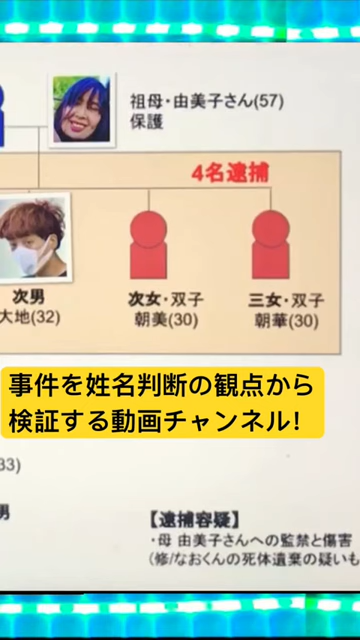 祖母・由美子さん(57)
保護
4名逮捕
次男
大地(32)
次女・双子
朝美(30)
三女・双子
朝華(30)
事件を姓名判断の観点から
検証する動画チャンネル!
33)
男
【逮捕容疑】
・母 由美子さんへの監禁と傷害
(修/なおくんの死体遺棄の疑いも